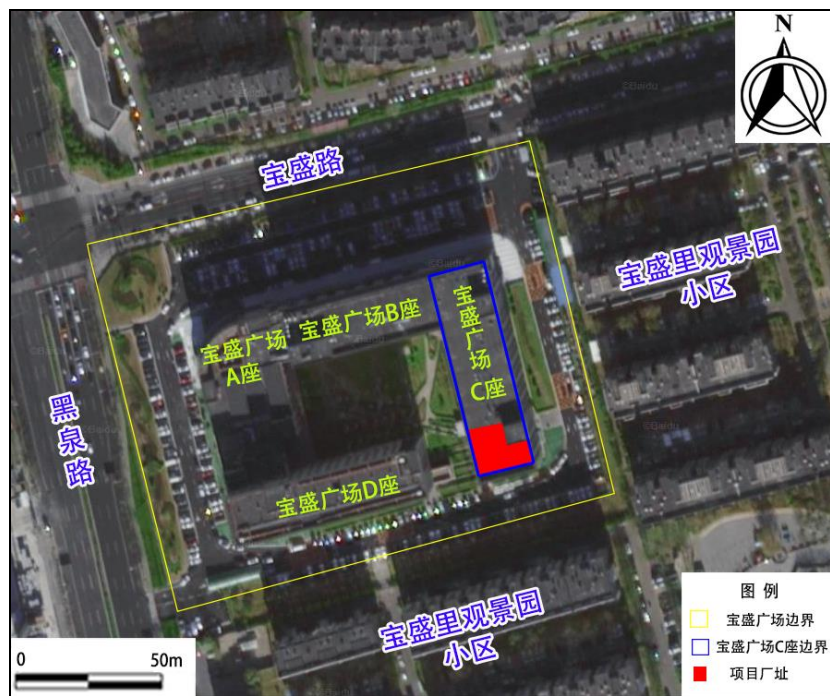 N
宝盛路
©Baidu
©Baidu
宝盛里观景园
小区
宝盛广场C座
宝盛广场B座
宝盛广场
A座
黑泉路
©Baidu
宝盛广场D座
宝盛里观景园
小区
图 例
宝盛广场边界
宝盛广场C座边界
项目厂址
0
50m